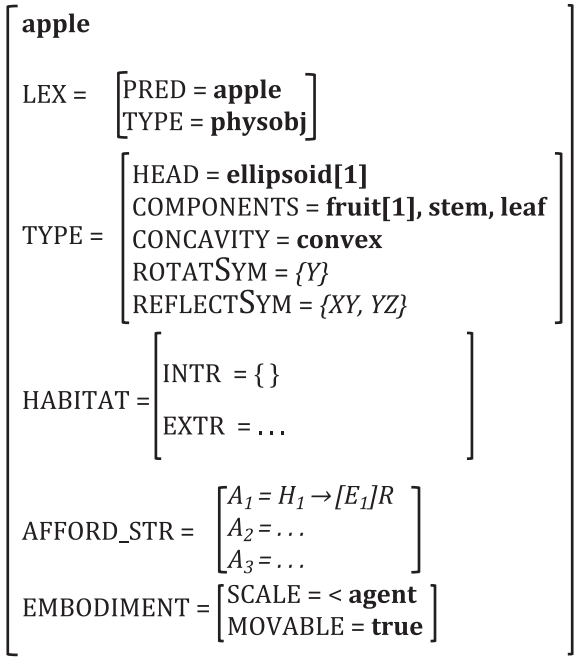 apple
LEX = PRED = apple
TYPE = physobj
HEAD = ellipsoid[1]
COMPONENTS = fruit[1], stem, leaf
TYPE = CONCAVITY = convex
ROTATSYM = {Y}
REFLECTSYM = {XY, YZ}
INTR = { }
HABITAT =
EXTR = ...
A₁ = H₁ → [E₁]R
AFFORD_STR = A₂ = ...
A₃ = ...
SCALE = < agent
EMBODIMENT = MOVABLE = true